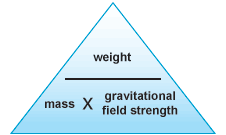 weight
mass X gravitational
field strength